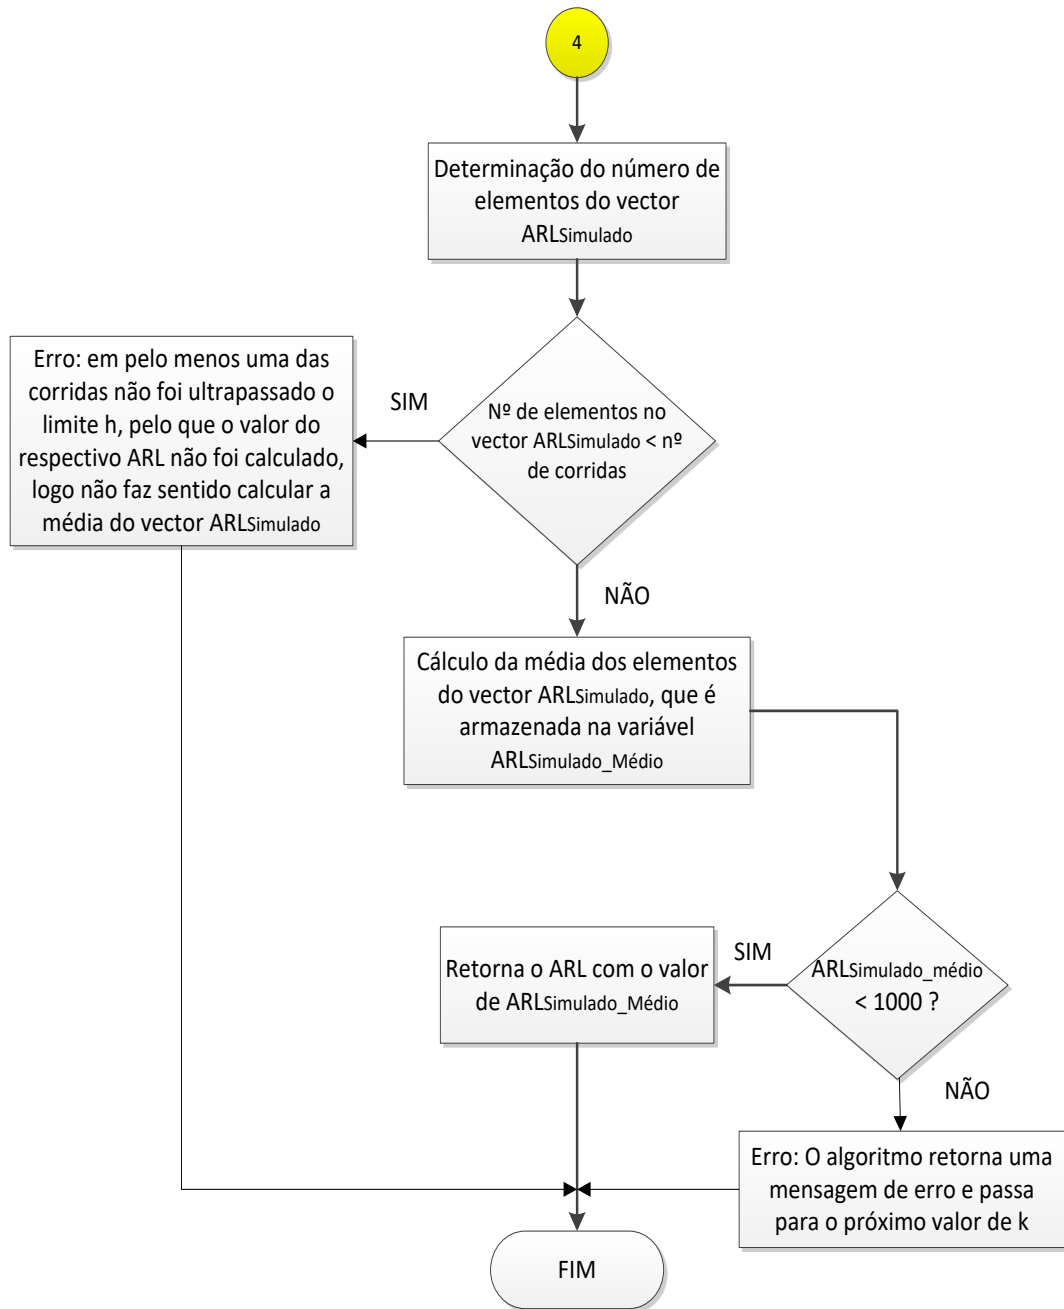 4
Determinação do número de
elementos do vector
ARLSimulado
Erro: em pelo menos uma das
corridas não foi ultrapassado o
limite h, pelo que o valor do
respectivo ARL não foi calculado,
logo não faz sentido calcular a
média do vector ARLSimulado
SIM
Nº de elementos no
vector ARLSimulado < nº
de corridas
NÃO
Cálculo da média dos elementos
do vector ARLSimulado, que é
armazenada na variável
ARLSimulado_Médio
Retorna o ARL com o valor
de ARLSimulado_Médio
SIM
ARLSimulado_médio
< 1000 ?
NÃO
Erro: O algoritmo retorna uma
mensagem de erro e passa
para o próximo valor de k
FIM